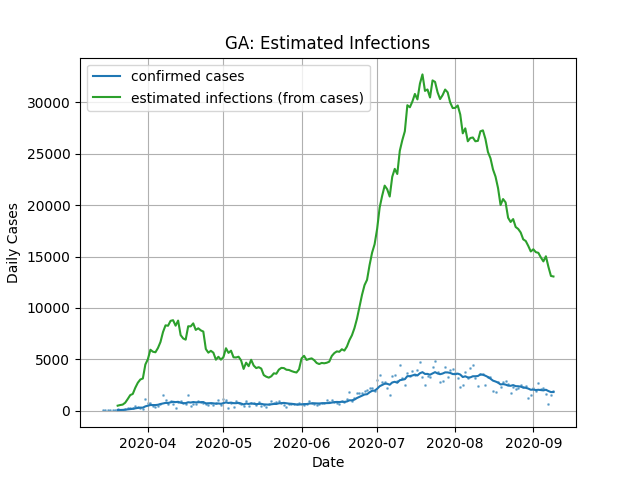 GA: Estimated Infections
confirmed cases
estimated infections (from cases)
30000
25000
20000
15000
10000
5000
0
Daily Cases
2020-04 2020-05 2020-06 2020-07 2020-08 2020-09
Date